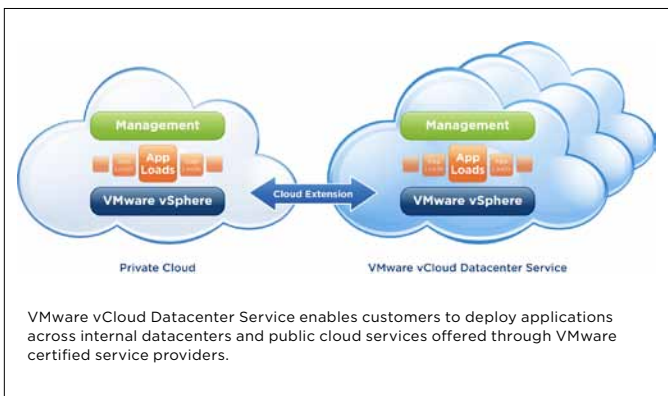 Management
App Loads
VMware vSphere
Cloud Extension
Management
App Loads
VMware vSphere
Private Cloud
VMware vCloud Datacenter Service
VMware vCloud Datacenter Service enables customers to deploy applications
across internal datacenters and public cloud services offered through VMware
certified service providers.